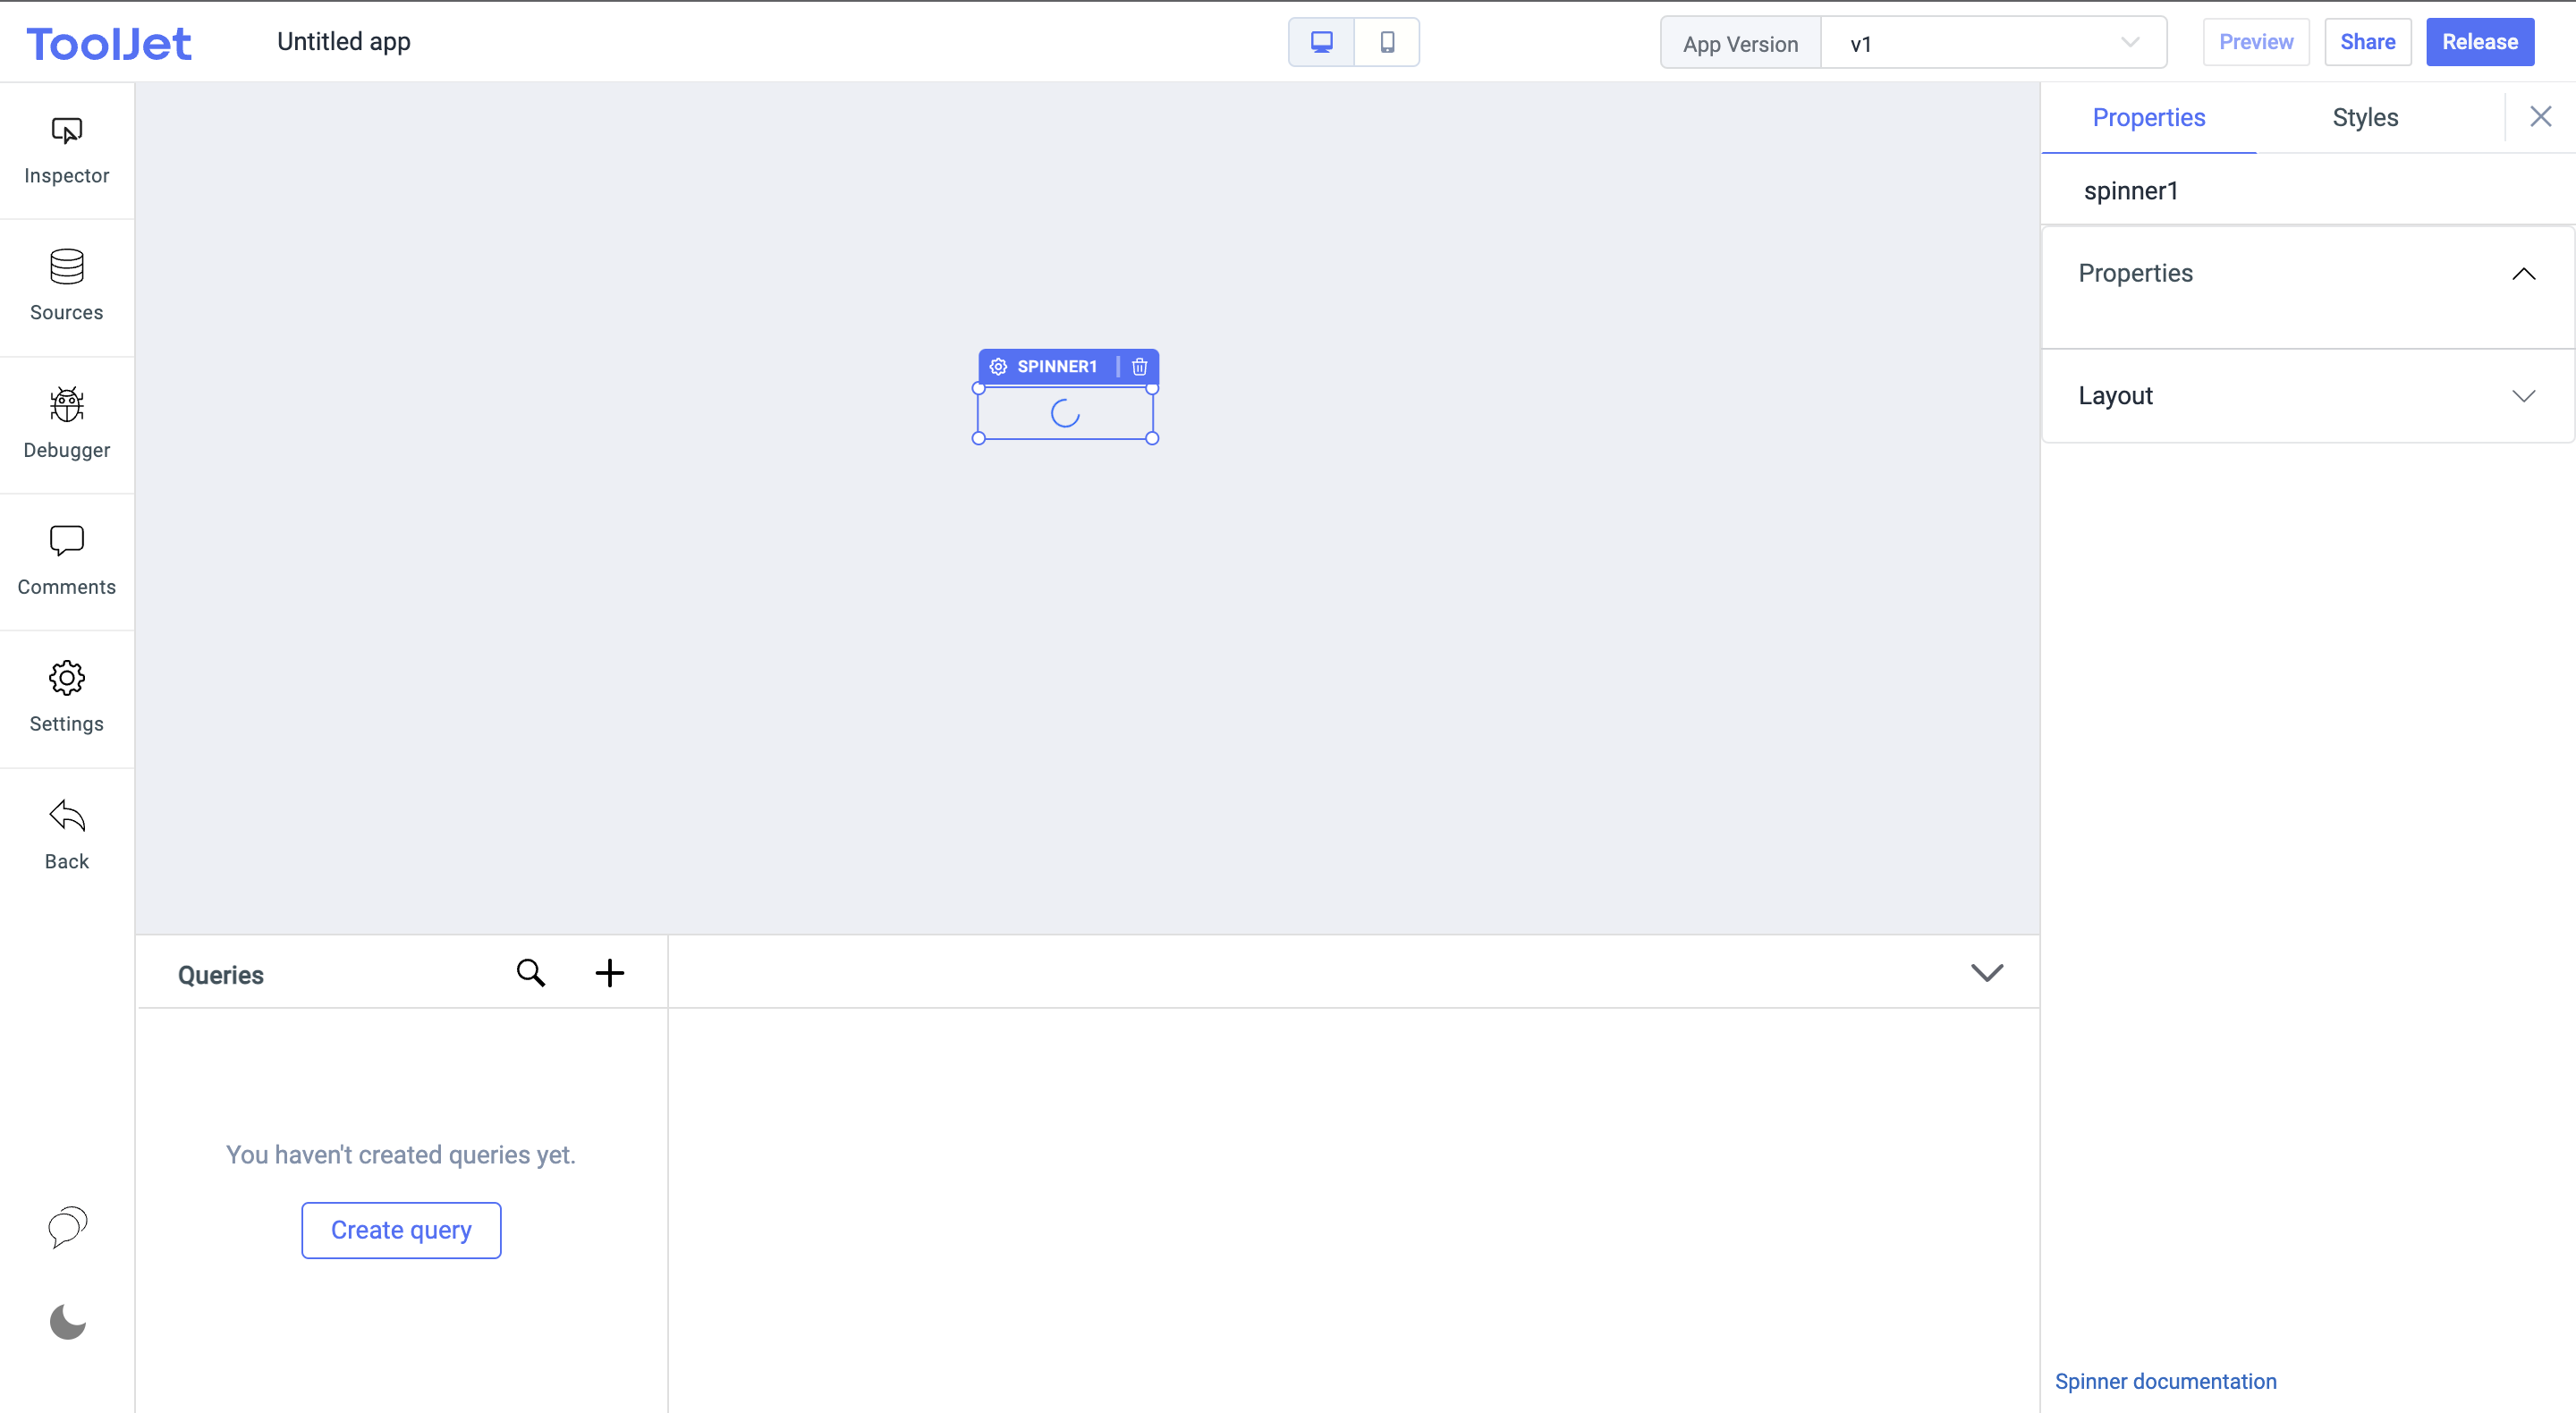 ToolJet
Untitled app
App Version
v1
Preview
Share
Release
Inspector
Sources
Debugger
Comments
Settings
Back
SPINNER1
Properties
Styles
spinner1
Properties
Layout
Queries
You haven't created queries yet.
Create query
Spinner documentation